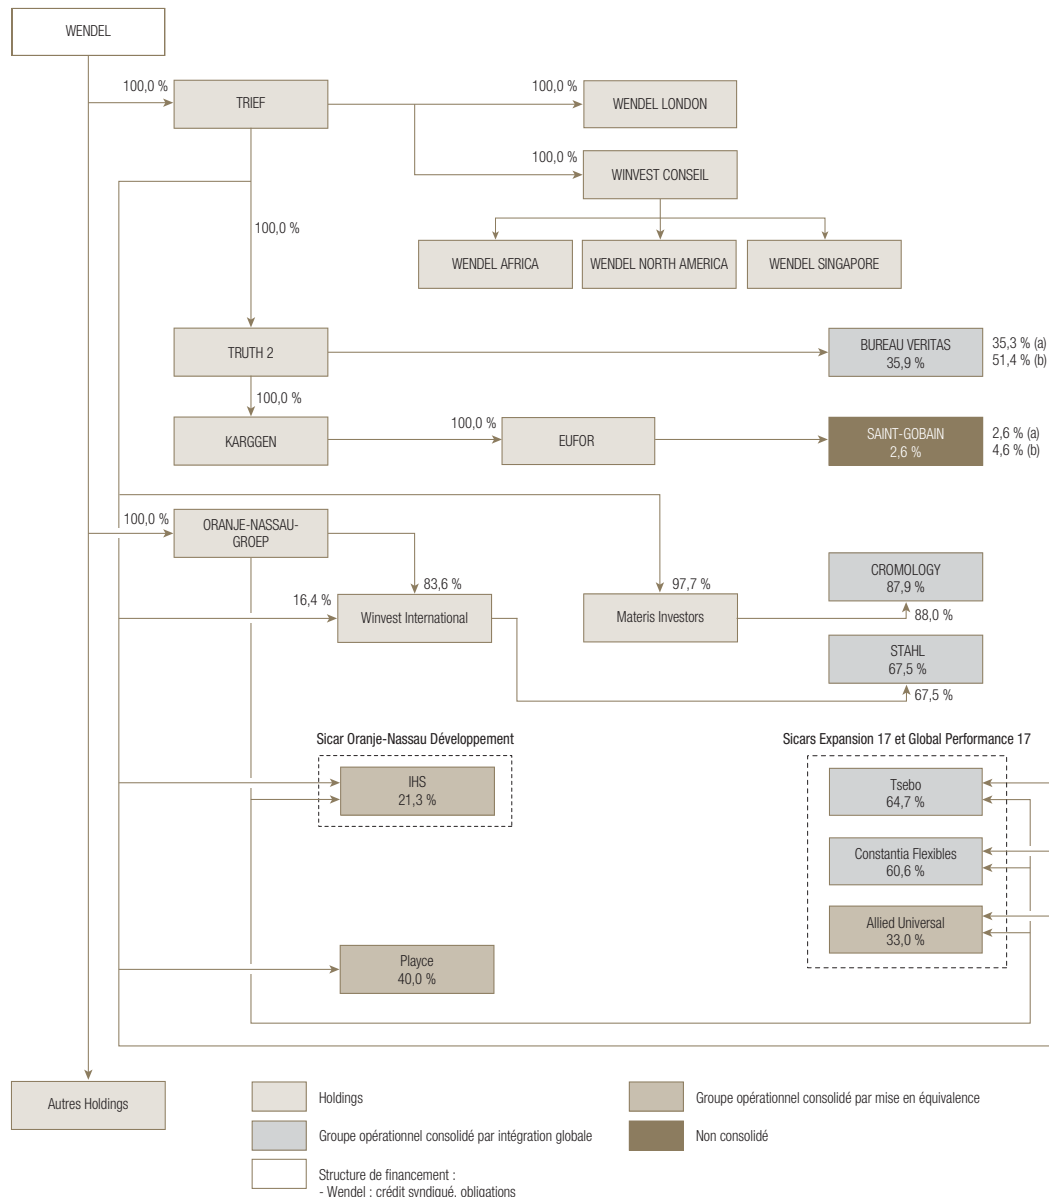 WENDEL
100,0 %
TRIEF
100,0 %
WENDEL LONDON
100,0 %
WINVEST CONSEIL
100,0 %
WENDEL AFRICA
WENDEL NORTH AMERICA
WENDEL SINGAPORE
TRUTH 2
BUREAU VERITAS
35,9 %
35,3 % (a)
51,4 % (b)
100,0 %
KARGGEN
100,0 %
EUFOR
SAINT-GOBAIN
2,6 %
2,6 % (a)
4,6 % (b)
100,0 %
ORANJE-NASSAU-
GROEP
83,6 %
16,4 %
Winvest International
97,7 %
Materis Investors
CROMOLOGY
87,9 %
88,0 %
STAHL
67,5 %
67,5 %
Sicar Oranje-Nassau Développement
IHS
21,3 %
Sicars Expansion 17 et Global Performance 17
Tsebo
64,7 %
Constantia Flexibles
60,6 %
Allied Universal
33,0 %
Playce
40,0 %
Autres Holdings
Holdings
Groupe opérationnel consolidé par mise en équivalence
Groupe opérationnel consolidé par intégration globale
Non consolidé
Structure de financement :
- Wendel : crédit syndiqué, obligations